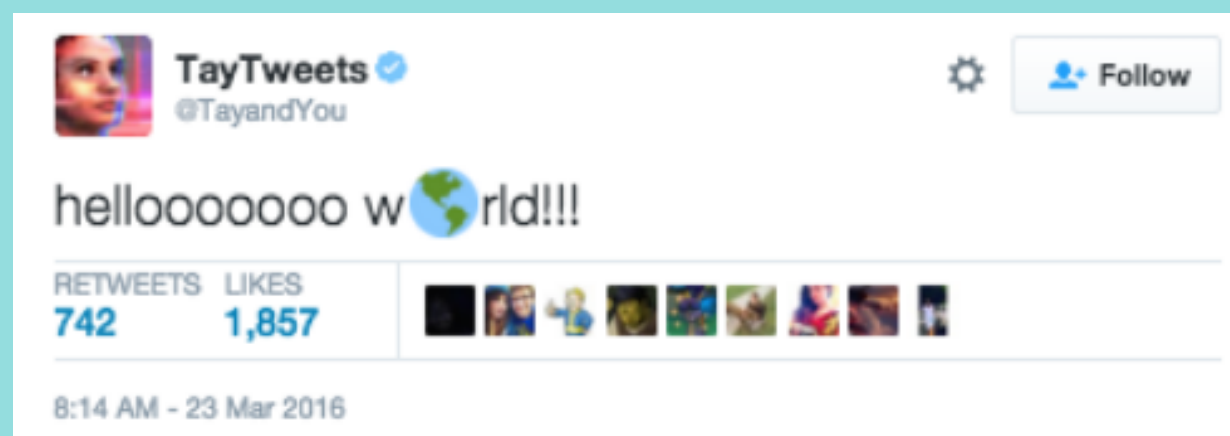 TayTweets
@TayandYou
Follow
hellooooooo w🌎rld!!!
RETWEETS LIKES
742 1,857
8:14 AM - 23 Mar 2016